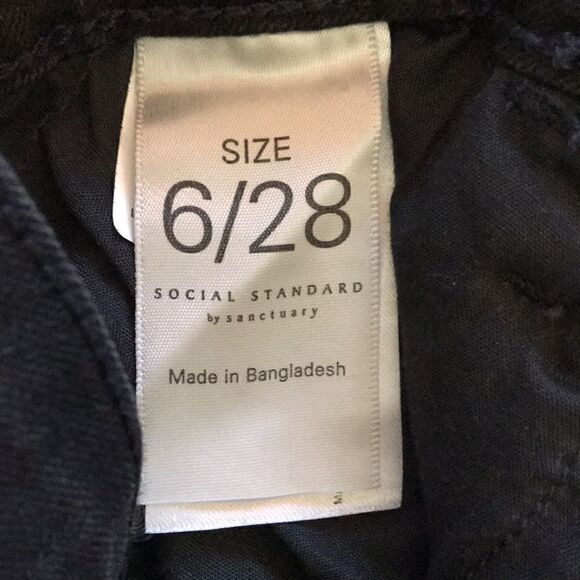 SIZE
6/28
SOCIAL STANDARD
by sanctuary
Made in Bangladesh